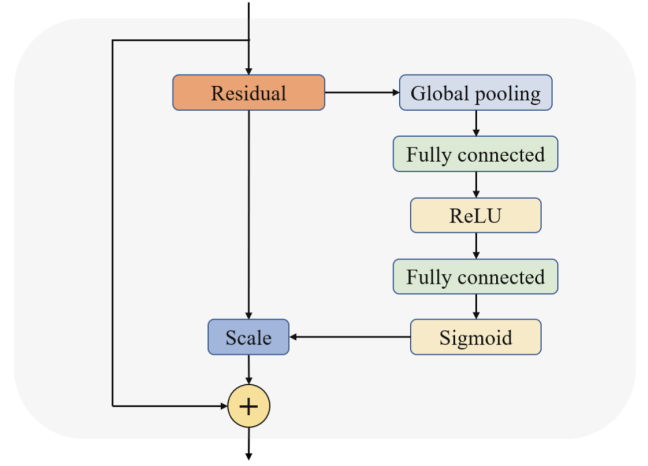 Residual
Global pooling
Fully connected
ReLU
Fully connected
Scale
Sigmoid
+